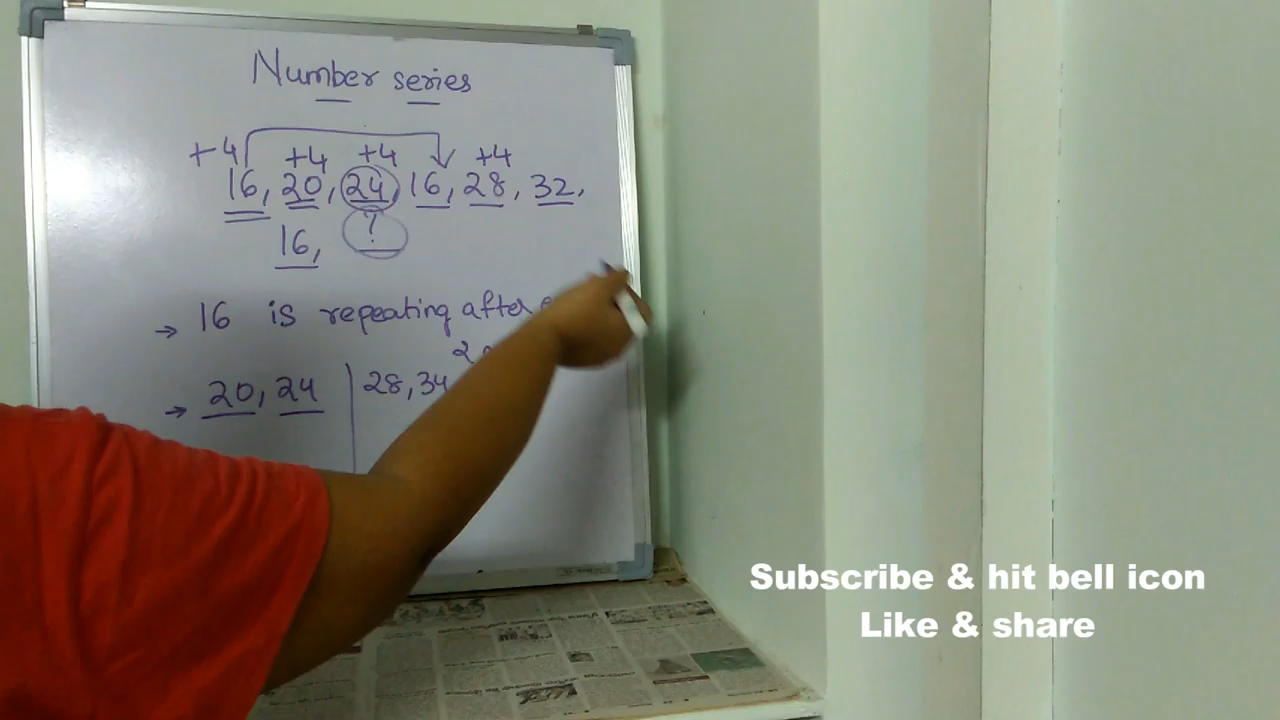 Number series
+4 +4 +4 +4
16, 20, 24, 16, 28, 32,
16, ?
→ 16 is repeating after
→ 20, 24 | 28, 34
Subscribe & hit bell icon
Like & share